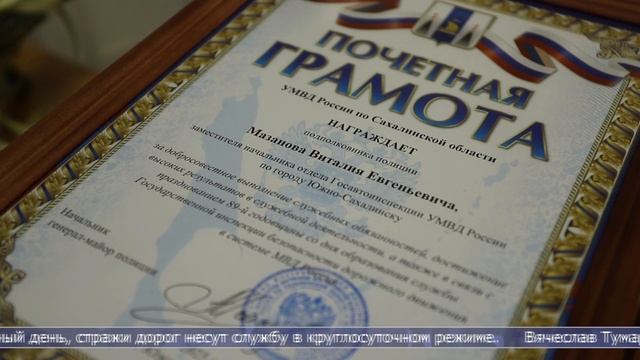 ПОЧЕТНАЯ
ГРАМОТА
УМВД России по Сахалинской области
НАГРАЖДАЕТ
подполковника полиции
Мазанова Виталия Евгеньевича,
заместителя начальника отдела Госавтоинспекции УМВД России
по городу Южно-Сахалинску
за добросовестное выполнение служебных обязанностей, достижение
высоких результатов в служебной деятельности, а также в связи с
празднованием 89-й годовщины со дня образования службы
Государственной инспекции безопасности дорожного движения
в системе МВД России
Начальник
генерал-майор полиции
ный день, стражи дорог несут службу в круглосуточном режиме.. Вячеслав Тума